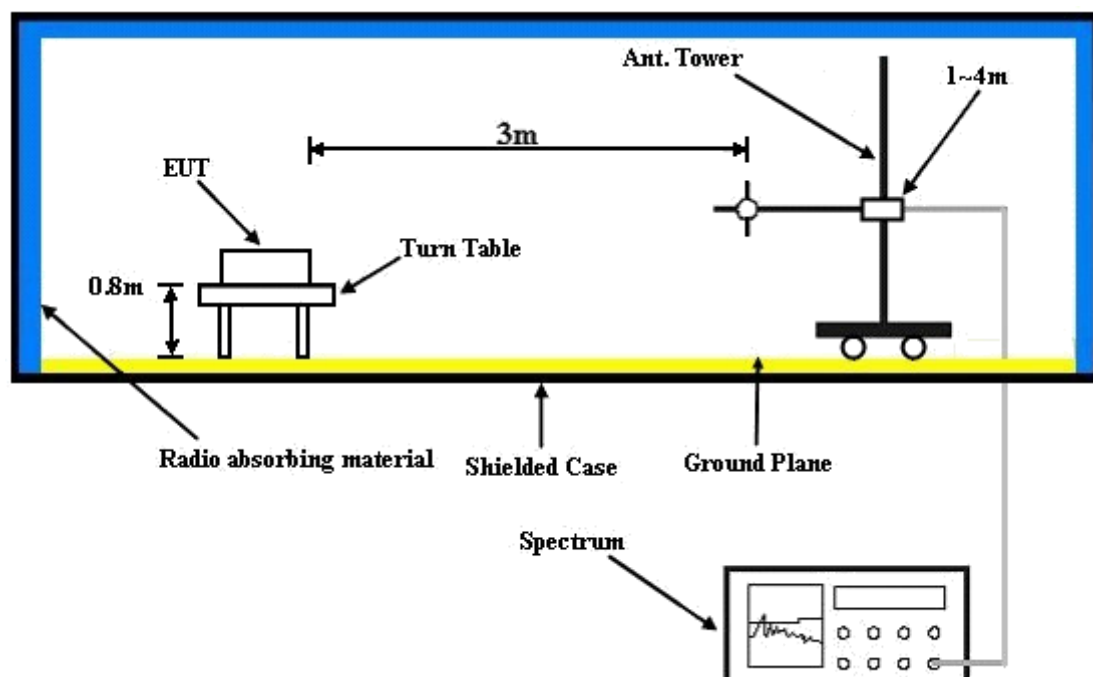 Ant. Tower
1~4m
3m
EUT
Turn Table
0.8m
Radio absorbing material
Shielded Case
Ground Plane
Spectrum